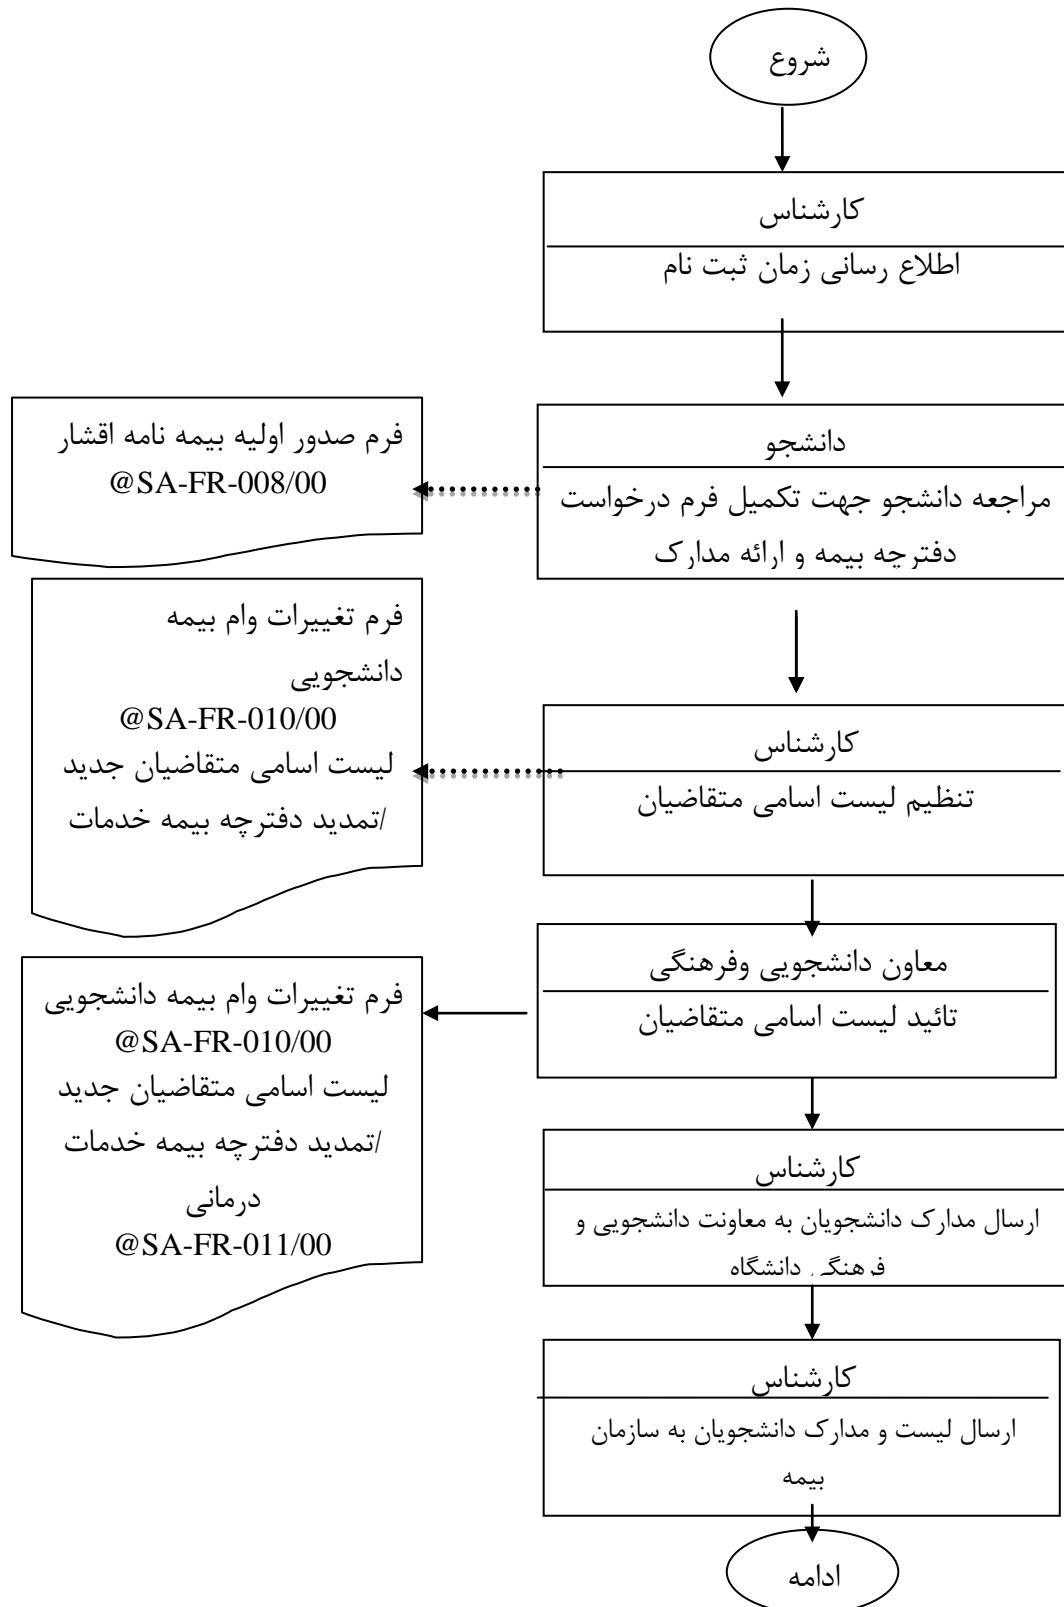 شروع
کارشناس
اطلاع رسانی زمان ثبت نام
دانشجو
مراجعه دانشجو جهت تکمیل فرم درخواست
دفترچه بیمه و ارائه مدارک
فرم صدور اولیه بیمه نامه اقشار
@SA-FR-008/00
کارشناس
تنظیم لیست اسامی متقاضیان
فرم تغییرات وام بیمه
دانشجویی
@SA-FR-010/00
لیست اسامی متقاضیان جدید
/تمدید دفترچه بیمه خدمات
معاون دانشجویی وفرهنگی
تائید لیست اسامی متقاضیان
فرم تغییرات وام بیمه دانشجویی
@SA-FR-010/00
لیست اسامی متقاضیان جدید
/تمدید دفترچه بیمه خدمات
درمانی
@SA-FR-011/00
کارشناس
ارسال مدارک دانشجویان به معاونت دانشجویی و
فرهنگی دانشگاه
کارشناس
ارسال لیست و مدارک دانشجویان به سازمان
بیمه
ادامه